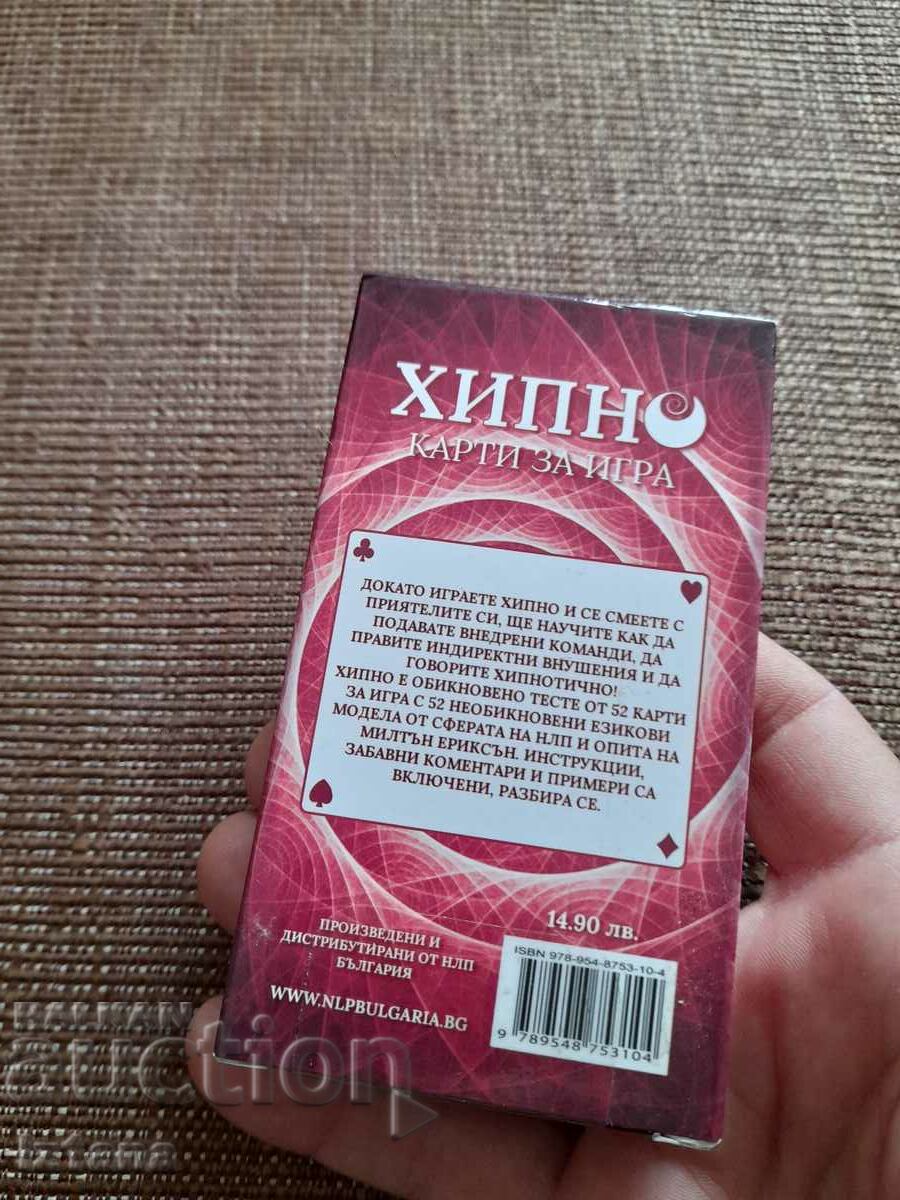 ХИПНО
КАРТИ ЗА ИГРА
ДОКАТО ИГРАЕТЕ ХИПНО И СЕ СМЕЕТЕ С
ПРИЯТЕЛИТЕ СИ, ЩЕ НАУЧИТЕ КАК ДА
ПОДАВАТЕ ВНЕДРЕНИ КОМАНДИ, ДА
ПРАВИТЕ ИНДИРЕКТНИ ВНУШЕНИЯ И ДА
ГОВОРИТЕ ХИПНОТИЧНО!
ХИПНО Е ОБИКНОВЕНО ТЕСТЕ ОТ 52 КАРТИ
ЗА ИГРА С 52 НЕОБИКНОВЕНИ ЕЗИКОВИ
МОДЕЛА ОТ СФЕРАТА НА НЛП И ОПИТА НА
МИЛТЪН ЕРИКСЪН. ИНСТРУКЦИИ,
ЗАБАВНИ КОМЕНТАРИ И ПРИМЕРИ СА
ВКЛЮЧЕНИ, РАЗБИРА СЕ.
14.90 ЛВ.
ПРОИЗВЕДЕНИ И
ДИСТРИБУТИРАНИ ОТ НЛП
БЪЛГАРИЯ
WWW.NLPBULGARIA.BG
ISBN 978-954-8753-10-4
9 789548 753104
BALKAN
auction
izkena